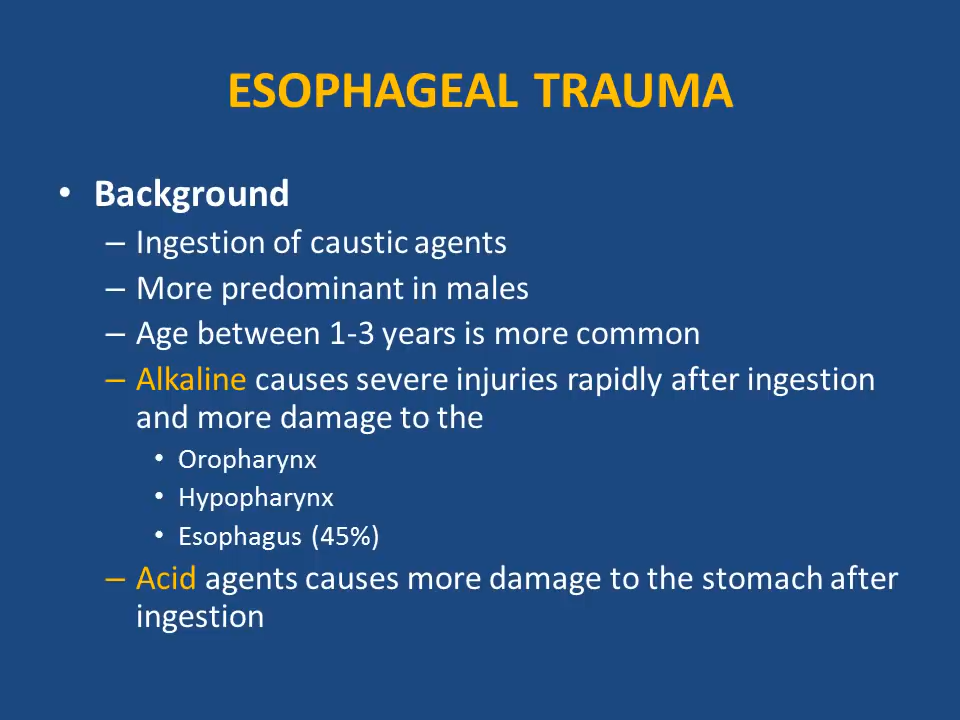 ESOPHAGEAL TRAUMA
• Background
– Ingestion of caustic agents
– More predominant in males
– Age between 1-3 years is more common
– Alkaline causes severe injuries rapidly after ingestion
and more damage to the
• Oropharynx
• Hypopharynx
• Esophagus (45%)
– Acid agents causes more damage to the stomach after
ingestion